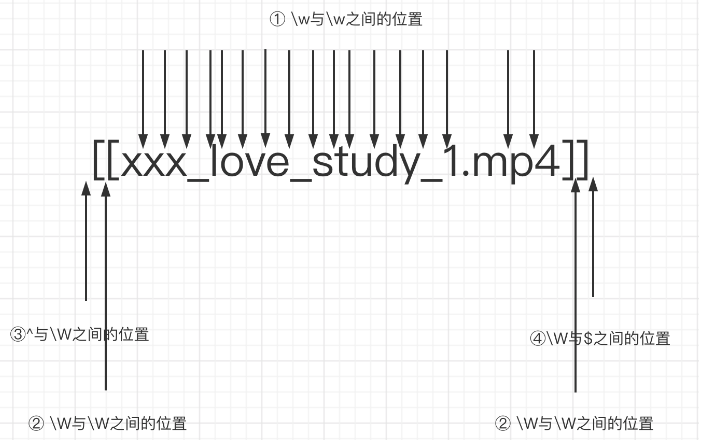 ① \w与\w之间的位置
[[xxx_love_study_1.mp4]]
③^与\W之间的位置
④\W与$之间的位置
② \W与\W之间的位置
② \W与\W之间的位置